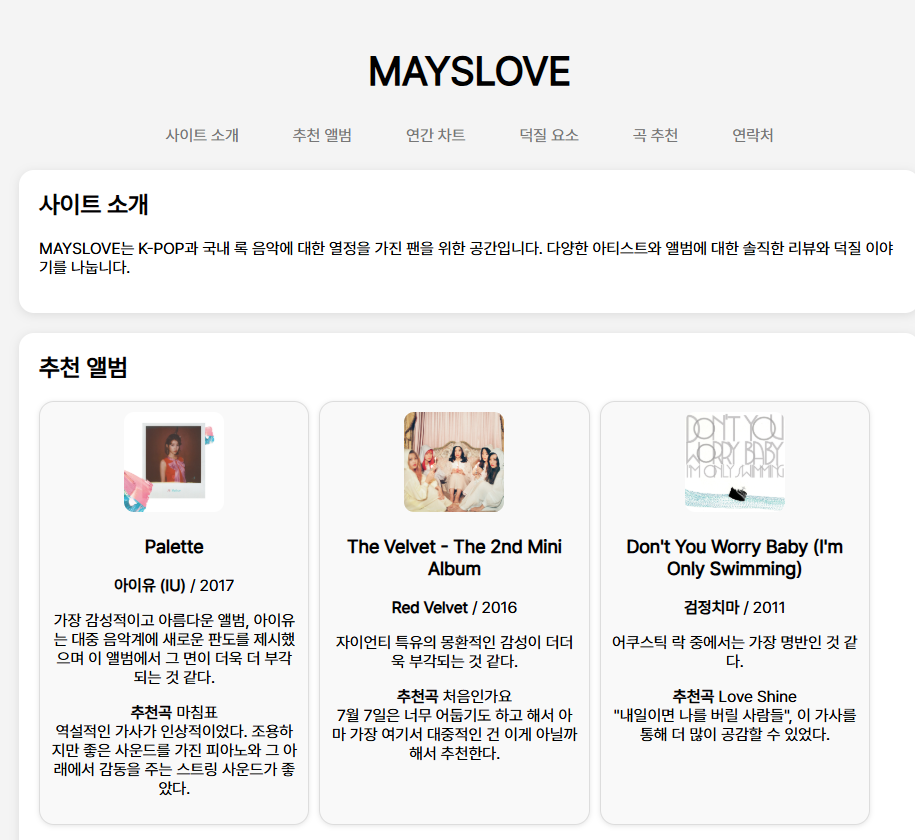 MAYSLOVE
사이트 소개 추천 앨범 연간 차트 덕질 요소 곡 추천 연락처
사이트 소개
MAYSLOVE는 K-POP과 국내 록 음악에 대한 열정을 가진 팬을 위한 공간입니다. 다양한 아티스트와 앨범에 대한 솔직한 리뷰와 덕질 이야
기를 나눕니다.
추천 앨범
Palette
아이유 (IU) / 2017
가장 감성적이고 아름다운 앨범, 아이유
는 대중 음악계에 새로운 판도를 제시했
으며 이 앨범에서 그 면이 더욱 더 부각
되는 것 같다.
추천곡 마침표
역설적인 가사가 인상적이었다. 조용하
지만 좋은 사운드를 가진 피아노와 그 아
래에서 감동을 주는 스트링 사운드가 좋
았다.
The Velvet - The 2nd Mini
Album
Red Velvet / 2016
자이언티 특유의 몽환적인 감성이 더더
욱 부각되는 것 같다.
추천곡 처음인가요
7월 7일은 너무 어둡기도 하고 해서 아
마 가장 여기서 대중적인 건 이게 아닐까
해서 추천한다.
DON'T YOU
WORRY BABY
I'M ONLY SWIMMING
Don't You Worry Baby (I'm
Only Swimming)
검정치마 / 2011
어쿠스틱 락 중에서는 가장 명반인 것 같
다.
추천곡 Love Shine
"내일이면 나를 버릴 사람들", 이 가사를
통해 더 많이 공감할 수 있었다.